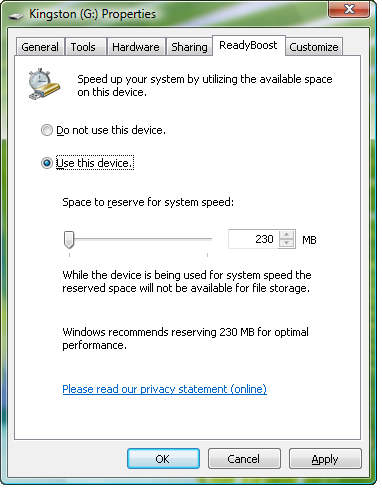 Kingston (G:) Properties
General Tools Hardware Sharing ReadyBoost Customize
Speed up your system by utilizing the available space
on this device.
Do not use this device.
Use this device.
Space to reserve for system speed:
230 MB
While the device is being used for system speed the
reserved space will not be available for file storage.
Windows recommends reserving 230 MB for optimal
performance.
Please read our privacy statement (online)
OK Cancel Apply